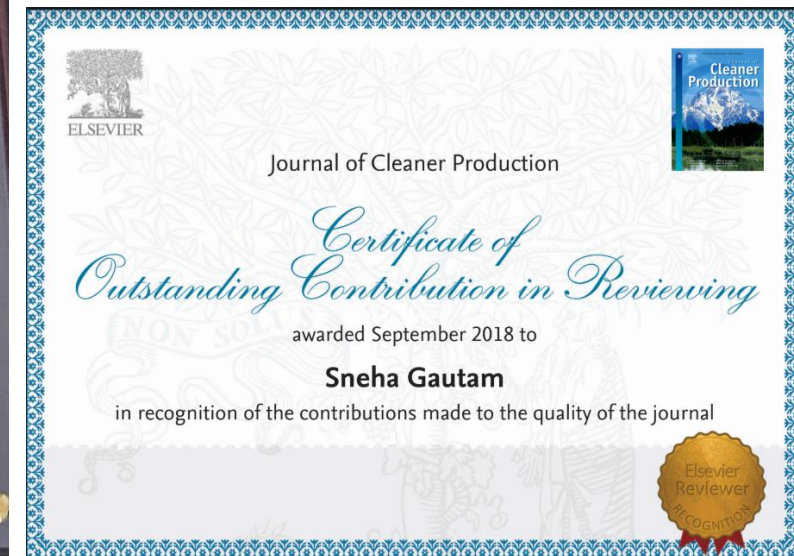 ELSEVIER
Cleaner
Production
Journal of Cleaner Production
Certificate of
Outstanding Contribution in Reviewing
NON SOLUS
awarded September 2018 to
Sneha Gautam
in recognition of the contributions made to the quality of the journal
Elsevier
Reviewer
RECOGNITION